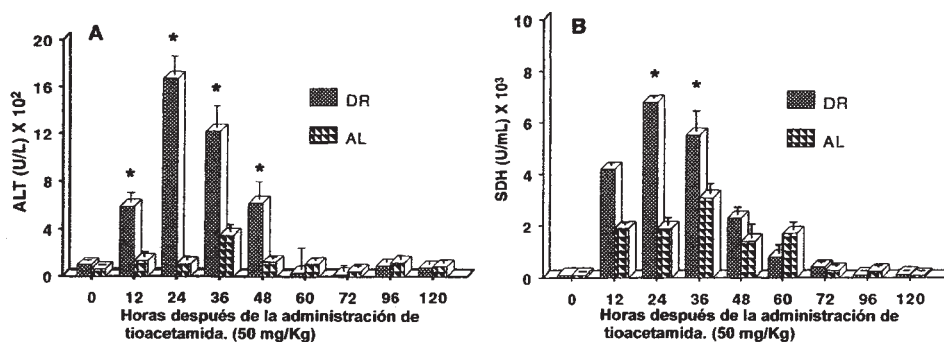 A
ALT (U/L) X 10²
20
16
12
8
4
0
*
*
*
*
DR
AL
0 12 24 36 48 60 72 96 120
Horas después de la administración de
tioacetamida. (50 mg/Kg)
B
SDH (U/mL) X 10³
10
8
6
4
2
0
*
*
DR
AL
0 12 24 36 48 60 72 96 120
Horas después de la administración de
tioacetamida. (50 mg/Kg)